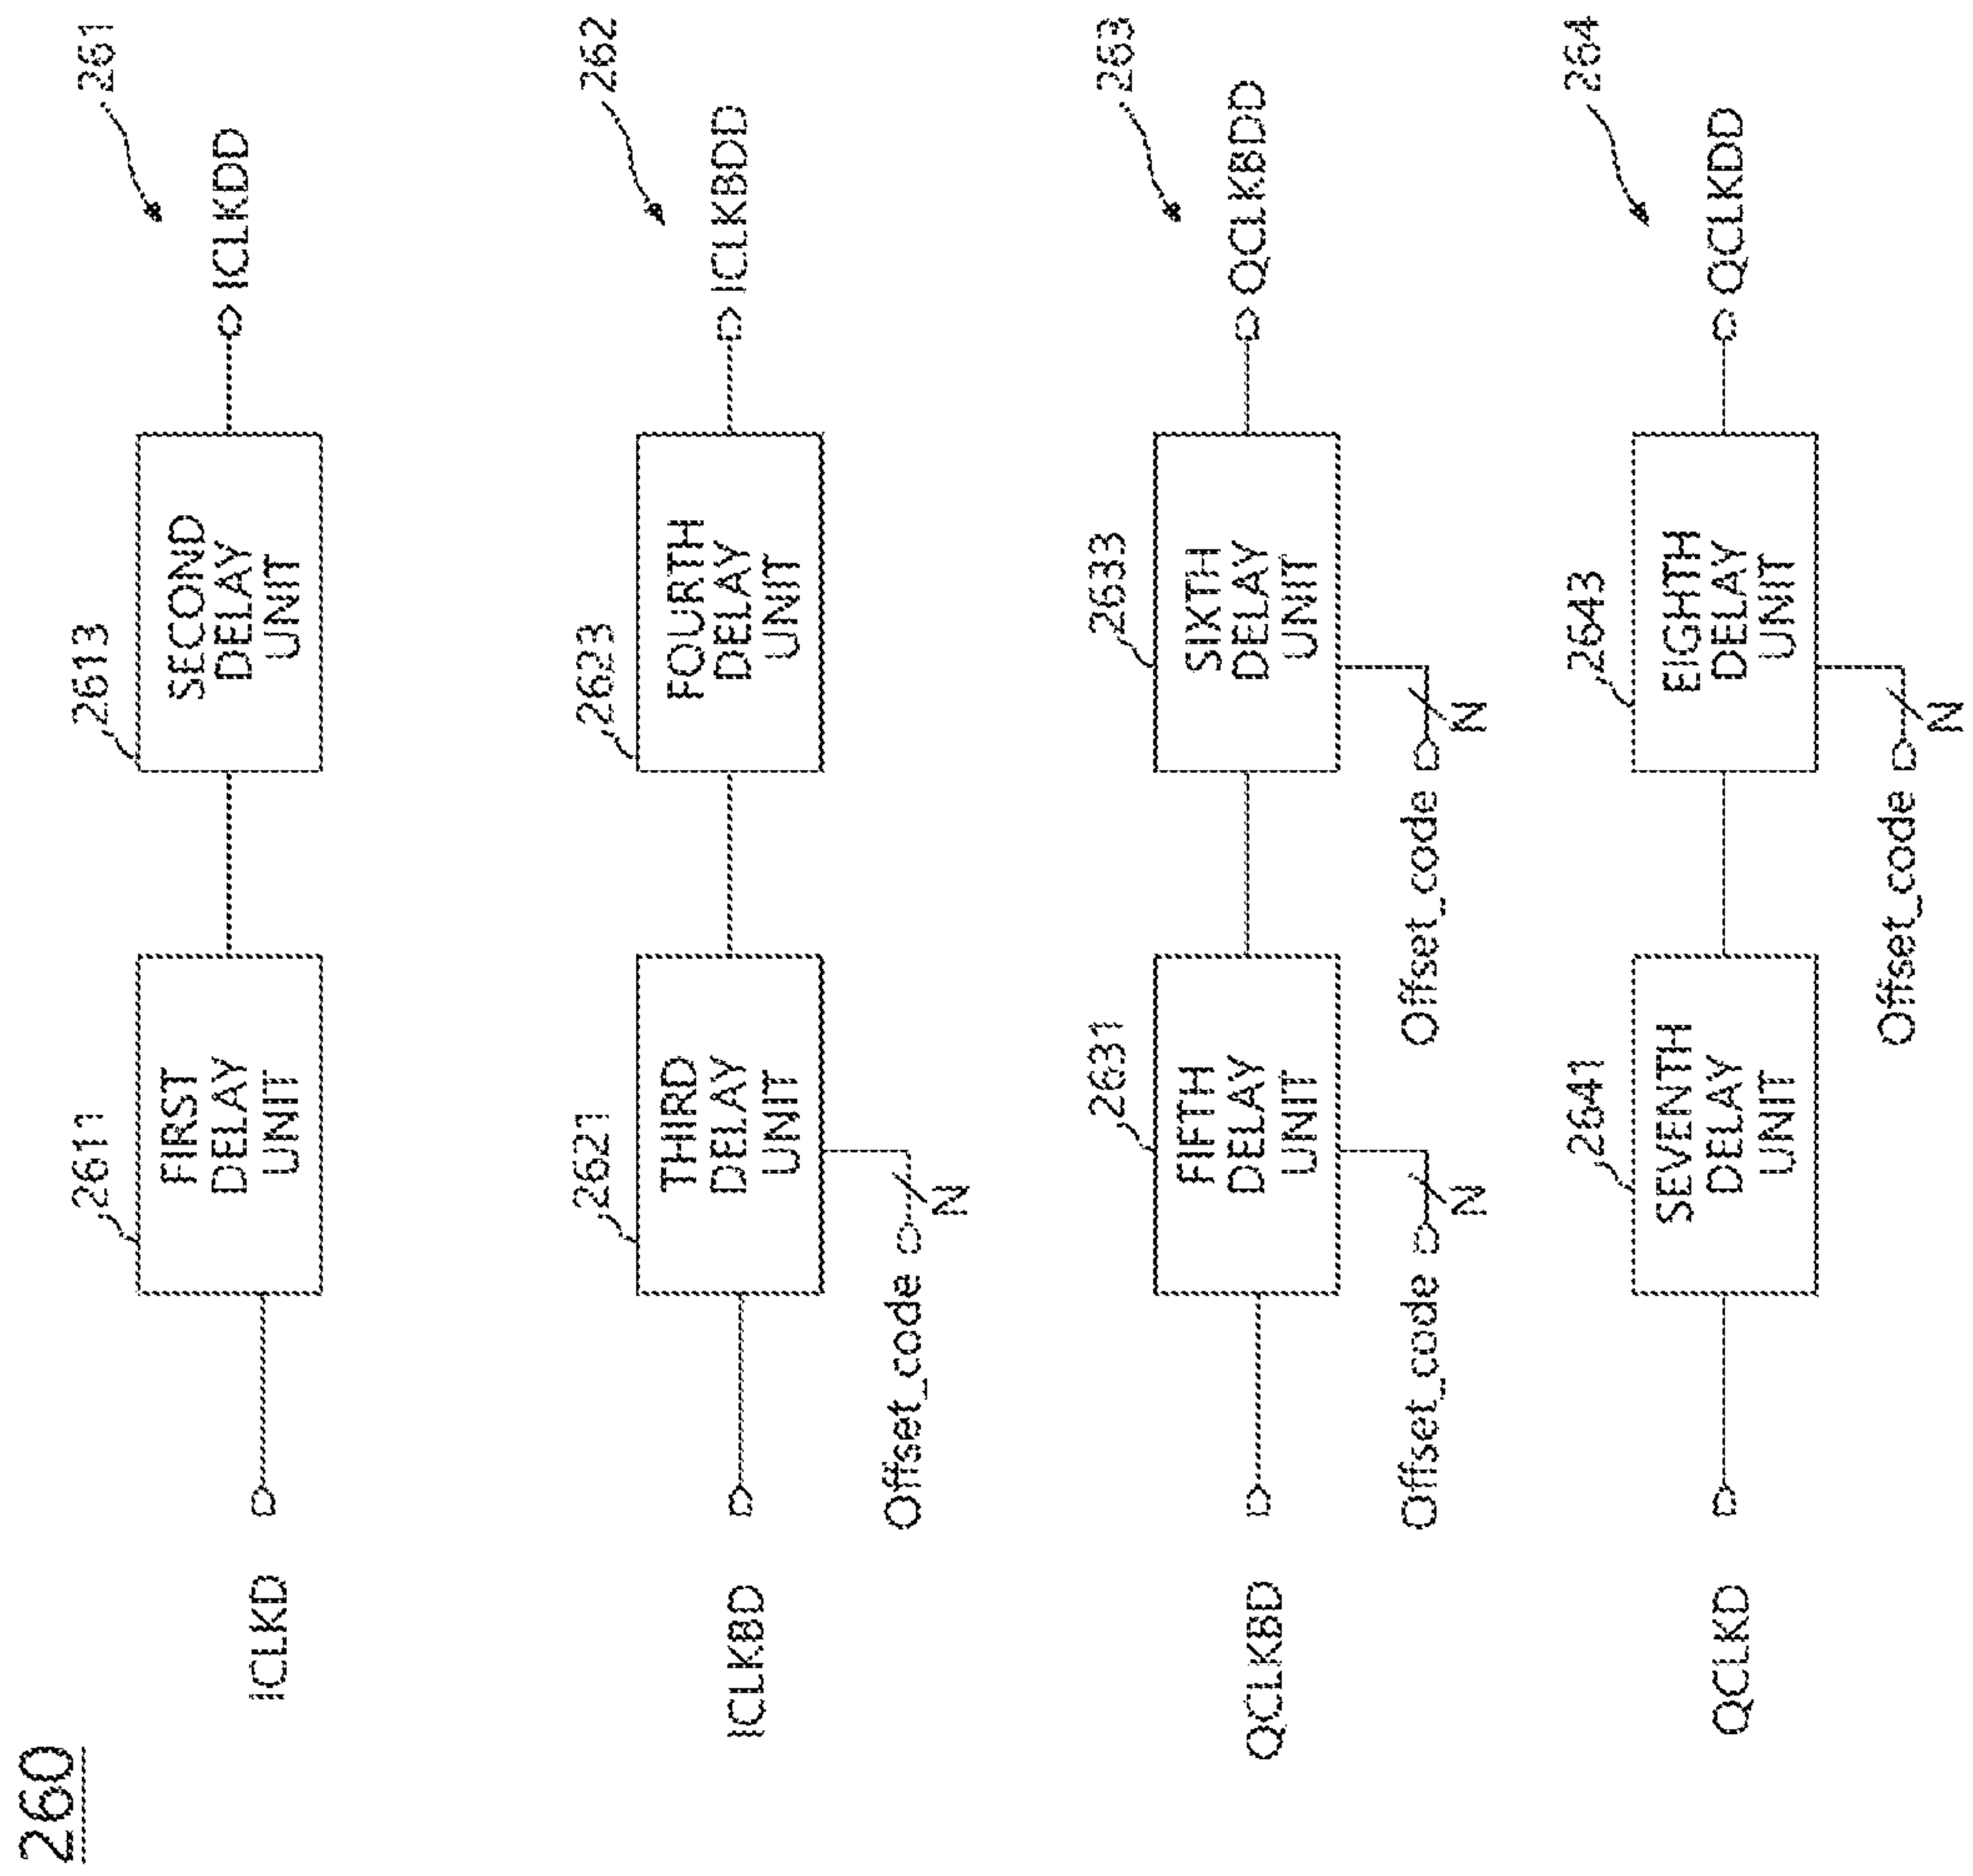 260
261
2611
2613
ICLKD
FIRST
DELAY
UNIT
SECOND
DELAY
UNIT
ICLKDD
262
2621
2623
ICLKBD
THIRD
DELAY
UNIT
FOURTH
DELAY
UNIT
ICLKBDD
Offset_code
N
263
2631
2633
QCLKBD
FIFTH
DELAY
UNIT
SIXTH
DELAY
UNIT
QCLKBDD
Offset_code
N
Offset_code
N
264
2641
2643
QCLKD
SEVENTH
DELAY
UNIT
EIGHTH
DELAY
UNIT
QCLKDD
Offset_code
N